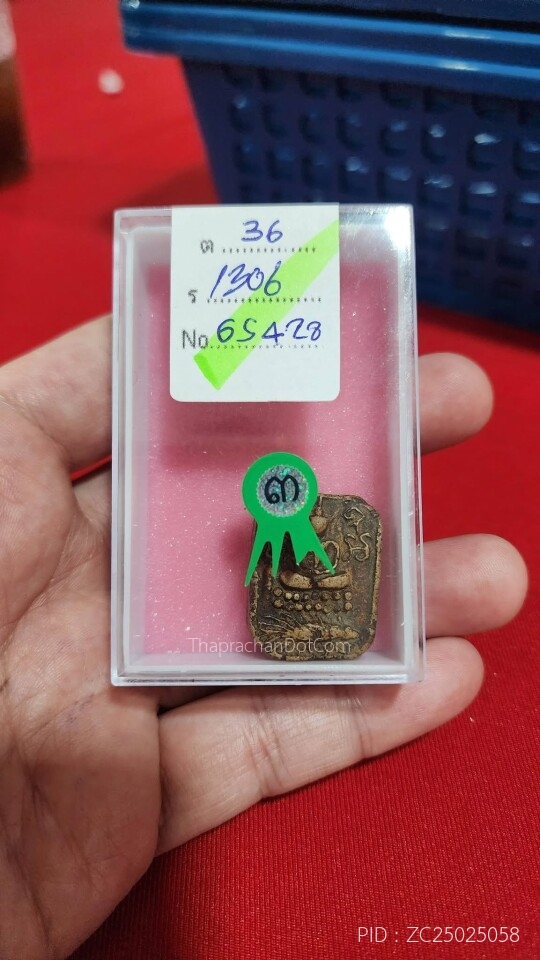 ต 36
ร 1306
No 65428
๓
ThaprachanDotCom
PID : ZC25025058